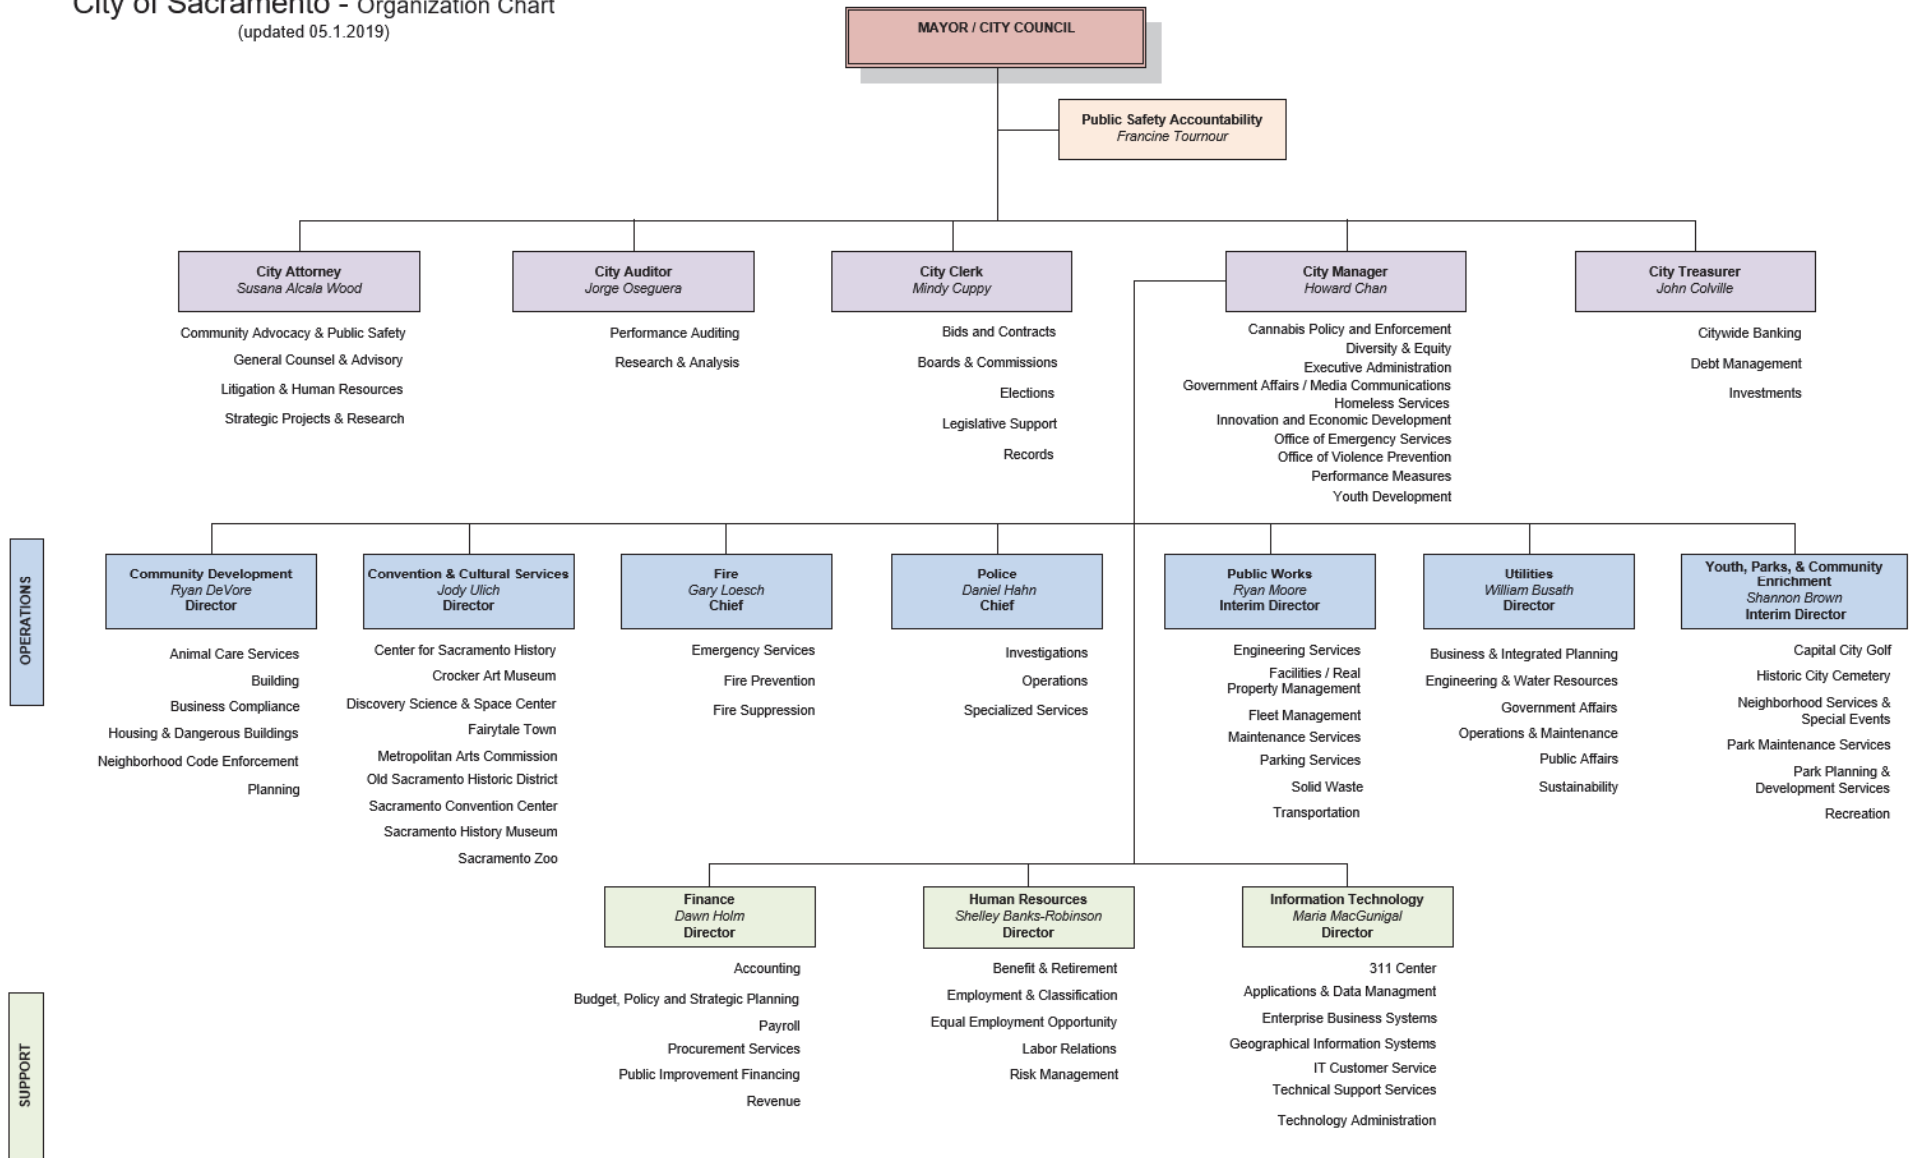 City of Sacramento - Organization Chart
(updated 05.1.2019)
MAYOR / CITY COUNCIL
Public Safety Accountability
Francine Tournour
City Attorney
Susana Alcala Wood
Community Advocacy & Public Safety
General Counsel & Advisory
Litigation & Human Resources
Strategic Projects & Research
City Auditor
Jorge Oseguera
Performance Auditing
Research & Analysis
City Clerk
Mindy Cuppy
Bids and Contracts
Boards & Commissions
Elections
Legislative Support
Records
City Manager
Howard Chan
Cannabis Policy and Enforcement
Diversity & Equity
Executive Administration
Government Affairs / Media Communications
Homeless Services
Innovation and Economic Development
Office of Emergency Services
Office of Violence Prevention
Performance Measures
Youth Development
City Treasurer
John Colville
Citywide Banking
Debt Management
Investments
OPERATIONS
Community Development
Ryan DeVore
Director
Animal Care Services
Building
Business Compliance
Housing & Dangerous Buildings
Neighborhood Code Enforcement
Planning
Convention & Cultural Services
Jody Ulich
Director
Center for Sacramento History
Crocker Art Museum
Discovery Science & Space Center
Fairytale Town
Metropolitan Arts Commission
Old Sacramento Historic District
Sacramento Convention Center
Sacramento History Museum
Sacramento Zoo
Fire
Gary Loesch
Chief
Emergency Services
Fire Prevention
Fire Suppression
Police
Daniel Hahn
Chief
Investigations
Operations
Specialized Services
Public Works
Ryan Moore
Interim Director
Engineering Services
Facilities / Real
Property Management
Fleet Management
Maintenance Services
Parking Services
Solid Waste
Transportation
Utilities
William Busath
Director
Business & Integrated Planning
Engineering & Water Resources
Government Affairs
Operations & Maintenance
Public Affairs
Sustainability
Youth, Parks, & Community
Enrichment
Shannon Brown
Interim Director
Capital City Golf
Historic City Cemetery
Neighborhood Services &
Special Events
Park Maintenance Services
Park Planning &
Development Services
Recreation
SUPPORT
Finance
Dawn Holm
Director
Accounting
Budget, Policy and Strategic Planning
Payroll
Procurement Services
Public Improvement Financing
Revenue
Human Resources
Shelley Banks-Robinson
Director
Benefit & Retirement
Employment & Classification
Equal Employment Opportunity
Labor Relations
Risk Management
Information Technology
Maria MacGunigal
Director
311 Center
Applications & Data Managment
Enterprise Business Systems
Geographical Information Systems
IT Customer Service
Technical Support Services
Technology Administration